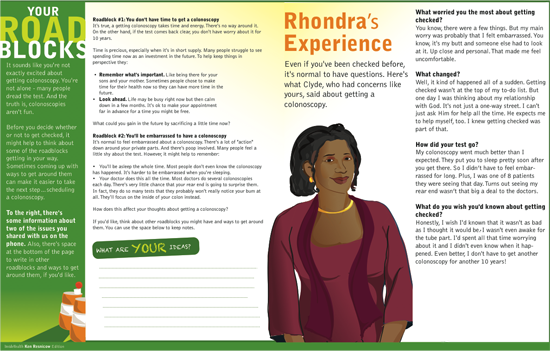 YOUR
ROAD
BLOCKS
It sounds like you're not
exactly excited about
getting colonoscopy. You're
not alone - many people
dread the test. And the
truth is, colonoscopies
aren't fun.
Before you decide whether
or not to get checked, it
might help to think about
some of the roadblocks
getting in your way.
Sometimes coming up with
ways to get around them
can make it easier to take
the next step... scheduling
a colonoscopy.
To the right, there's
some information about
two of the issues you
shared with us on the
phone. Also, there's space
at the bottom of the page
to write in other
roadblocks and ways to get
around them, if you'd like.
Roadblock #1: You don't have time to get a colonoscopy
It's true, a getting colonoscopy takes time and energy. There's no way around it.
On the other hand, if the test comes back clear, you don't have worry about it for
10 years.
Time is precious, especially when it's in short supply. Many people struggle to see
spending time now as an investment in the future. To help keep things in
perspective they:
• Remember what's important. Like being there for your
sons and your mother. Sometimes people chose to make
time for their health now so they can have more time in the
future.
• Look ahead. Life may be busy right now but then calm
down in a few months. It's ok to make your appointment
far in advance for a time you might be free.
What could you gain in the future by sacrificing a little time now?
Roadblock #2: You'll be embarrassed to have a colonoscopy
It's normal to feel embarrassed about a colonoscopy. There's a lot of "action"
down around your private parts. And there's poop involved. Many people feel a
little shy about the test. However, it might help to remember:
• You'll be asleep the whole time. Most people don't even know the colonoscopy
has happened. It's harder to be embarrassed when you're sleeping.
• Your doctor does this all the time. Most doctors do several colonoscopies
each day. There's very little chance that your rear end is going to surprise them.
In fact, they do so many tests that they probably won't really notice your bum at
all. They'll focus on the inside of your colon instead.
How does this affect your thoughts about getting a colonoscopy?
If you'd like, think about other roadblocks you might have and ways to get around
them. You can use the space below to keep notes.
WHAT ARE YOUR IDEAS?
Rhondra's
Experience
Even if you've been checked before,
it's normal to have questions. Here's
what Clyde, who had concerns like
yours, said about getting a
colonoscopy.
What worried you the most about getting
checked?
You know, there were a few things. But my main
worry was probably that I felt embarrassed. You
know, it's my butt and someone else had to look
at it. Up close and personal. That made me feel
uncomfortable.
What changed?
Well, it kind of happened all of a sudden. Getting
checked wasn't at the top of my to-do list. But
one day I was thinking about my relationship
with God. It's not just a one-way street. I can't
just ask Him for help all the time. He expects me
to help myself, too. I knew getting checked was
part of that.
How did your test go?
My colonoscopy went much better than I
expected. They put you to sleep pretty soon after
you get there. So I didn't have to feel embar-
rassed for long. Plus, I was one of 8 patients
they were seeing that day. Turns out seeing my
rear end wasn't that big a deal to the doctors.
What do you wish you'd known about getting
checked?
Honestly, I wish I'd known that it wasn't as bad
as I thought it would be. I wasn't even awake for
the tube part. I'd spent all that time worrying
about it and I didn't even know when it hap-
pened. Even better, I don't have to get another
colonoscopy for another 10 years!